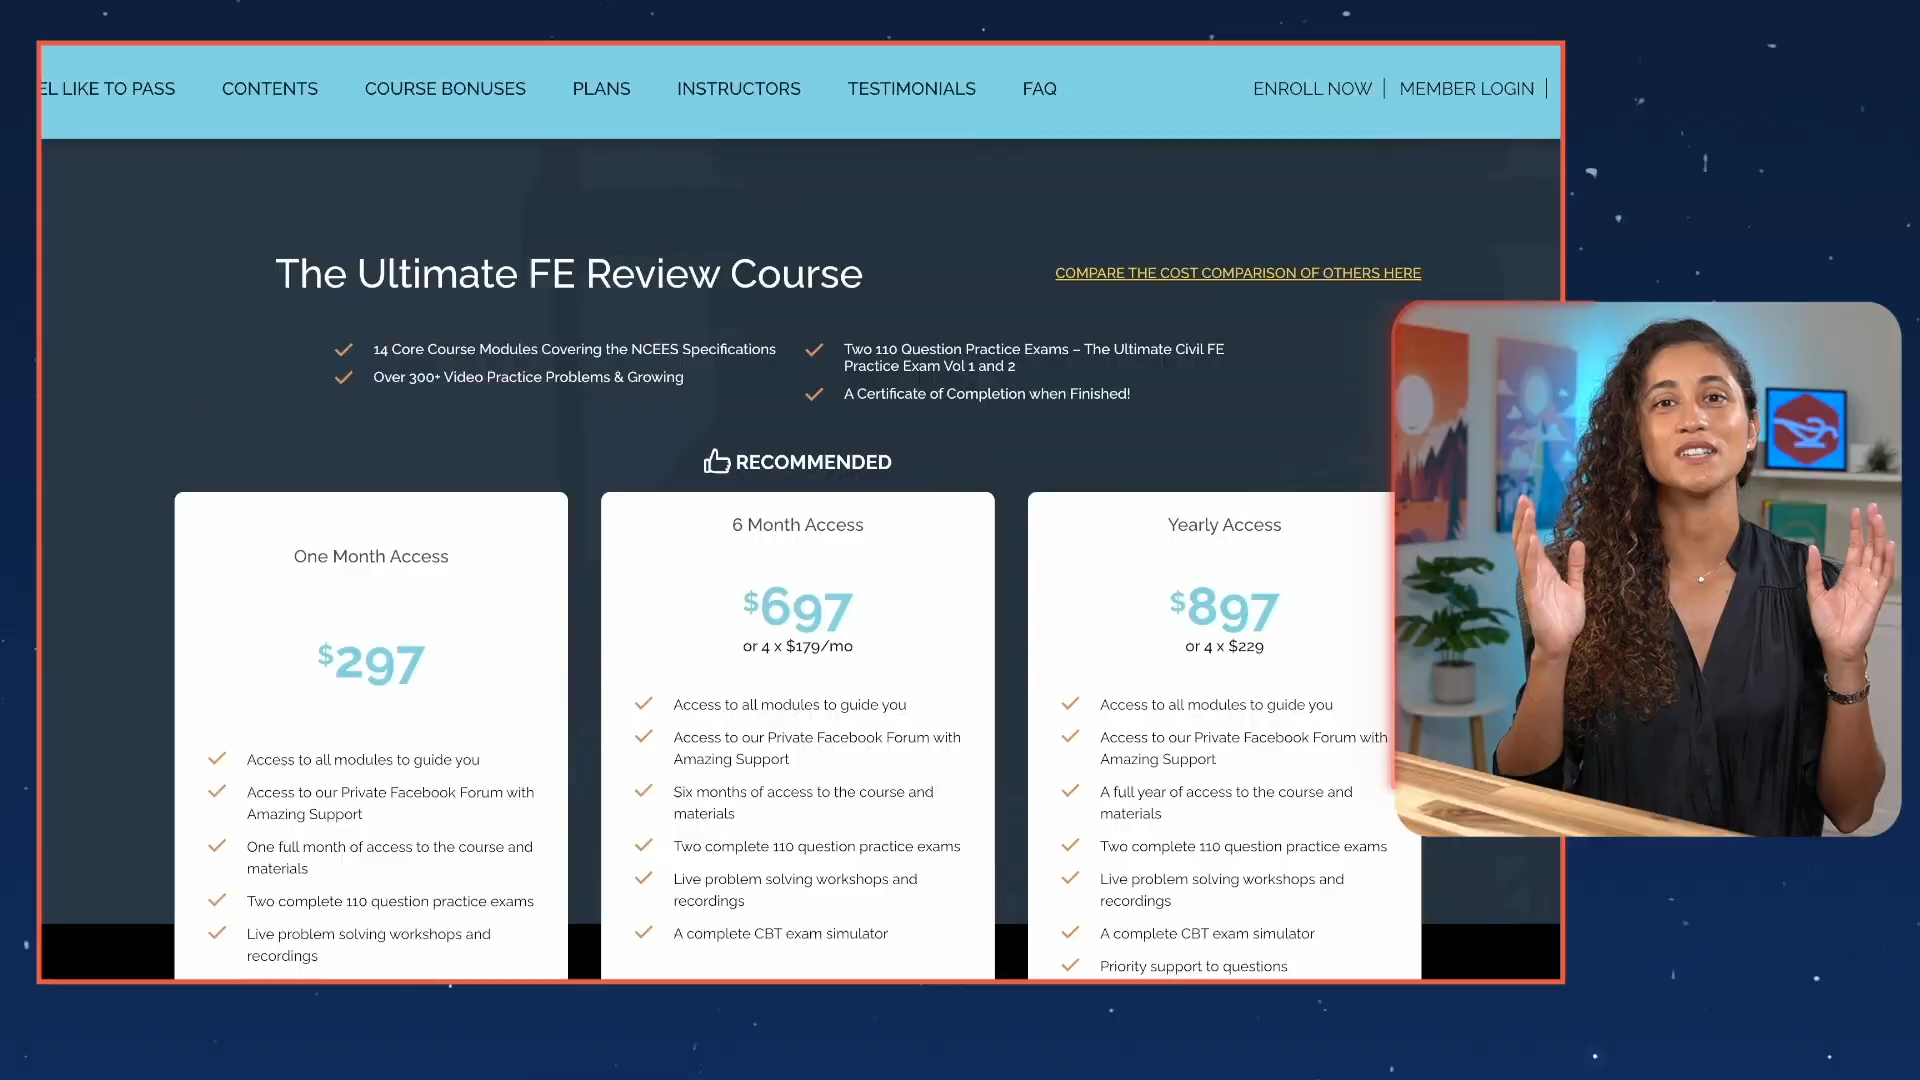 EL LIKE TO PASS CONTENTS COURSE BONUSES PLANS INSTRUCTORS TESTIMONIALS FAQ ENROLL NOW | MEMBER LOGIN |
The Ultimate FE Review Course
COMPARE THE COST COMPARISON OF OTHERS HERE
14 Core Course Modules Covering the NCEES Specifications
Over 300+ Video Practice Problems & Growing
Two 110 Question Practice Exams – The Ultimate Civil FE
Practice Exam Vol 1 and 2
A Certificate of Completion when Finished!
RECOMMENDED
One Month Access
$297
Access to all modules to guide you
Access to our Private Facebook Forum with
Amazing Support
One full month of access to the course and
materials
Two complete 110 question practice exams
Live problem solving workshops and
recordings
6 Month Access
$697
or 4 x $179/mo
Access to all modules to guide you
Access to our Private Facebook Forum with
Amazing Support
Six months of access to the course and
materials
Two complete 110 question practice exams
Live problem solving workshops and
recordings
A complete CBT exam simulator
Yearly Access
$897
or 4 x $229
Access to all modules to guide you
Access to our Private Facebook Forum with
Amazing Support
A full year of access to the course and
materials
Two complete 110 question practice exams
Live problem solving workshops and
recordings
A complete CBT exam simulator
Priority support to questions